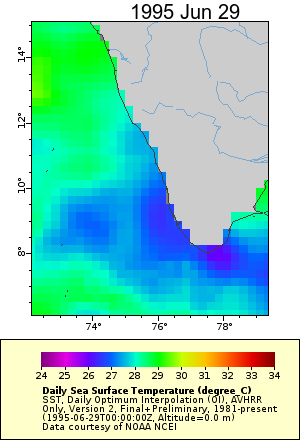 1995 Jun 29
14°
12°
10°
8°
74° 76° 78°
24 25 26 27 28 29 30 31 32 33 34
Daily Sea Surface Temperature (degree_C)
SST, Daily Optimum Interpolation (OI), AVHRR
Only, Version 2, Final+Preliminary, 1981-present
(1995-06-29T00:00:00Z, Altitude=0.0 m)
Data courtesy of NOAA NCEI